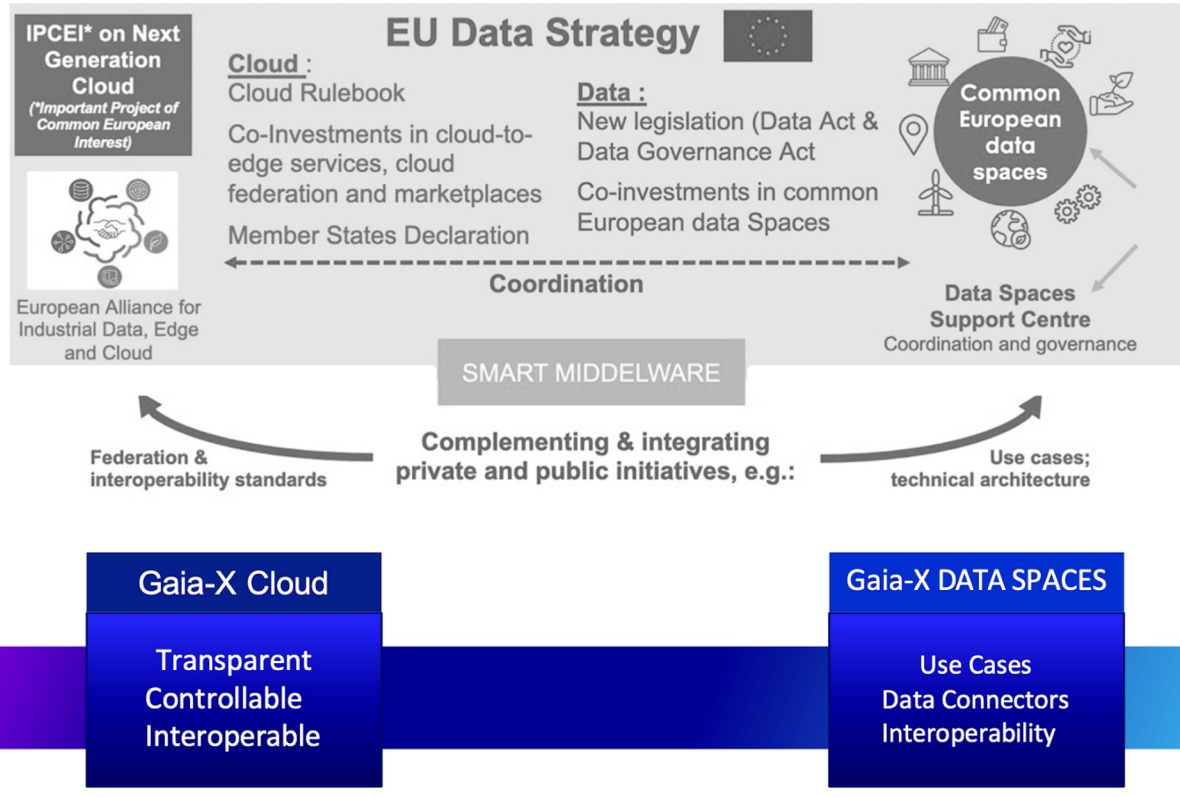 IPCEI* on Next
Generation
Cloud
(*Important Project of
Common European
Interest)
European Alliance for
Industrial Data, Edge
and Cloud
EU Data Strategy
Cloud :
Cloud Rulebook
Co-Investments in cloud-to-
edge services, cloud
federation and marketplaces
Member States Declaration
Data :
New legislation (Data Act &
Data Governance Act
Co-investments in common
European data Spaces
Coordination
Common
European
data
spaces
Data Spaces
Support Centre
Coordination and governance
SMART MIDDELWARE
Federation &
interoperability standards
Complementing & integrating
private and public initiatives, e.g.:
Use cases;
technical architecture
Gaia-X Cloud
Transparent
Controllable
Interoperable
Gaia-X DATA SPACES
Use Cases
Data Connectors
Interoperability